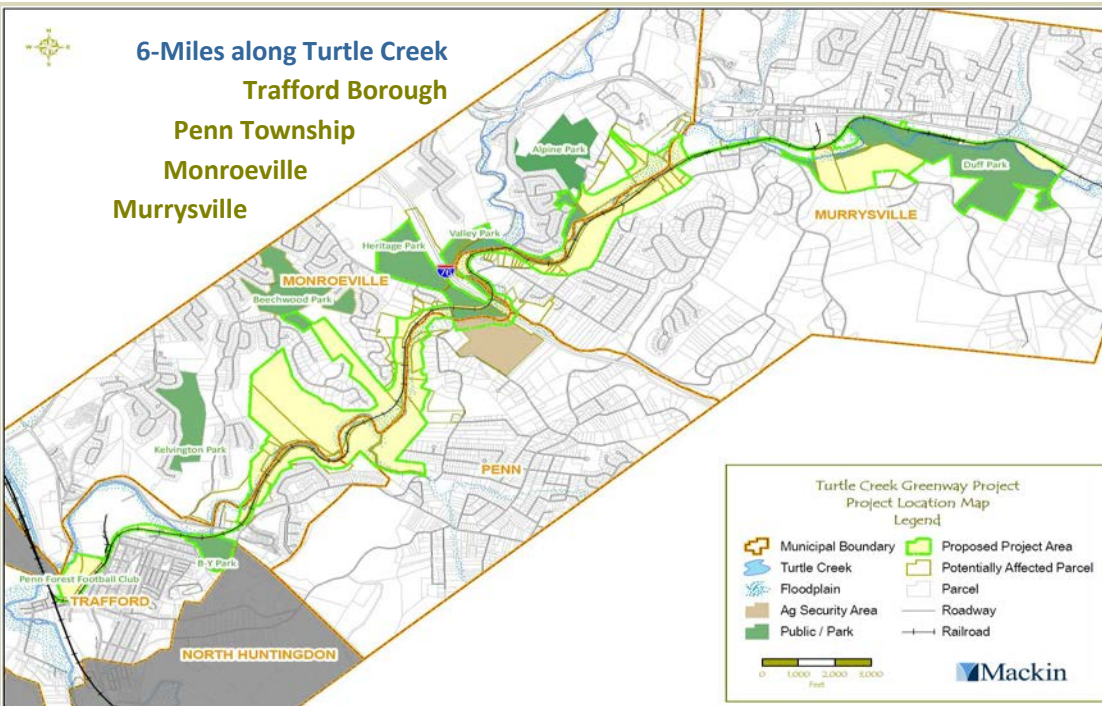 6-Miles along Turtle Creek
Trafford Borough
Penn Township
Monroeville
Murrysville
Alpine Park
Duff Park
MURRYSVILLE
Valley Park
Heritage Park
76
MONROEVILLE
Beechwood Park
Kelvington Park
PENN
B-Y Park
Penn Forest Football Club
TRAFFORD
NORTH HUNTINGDON
Turtle Creek Greenway Project
Project Location Map
Legend
Municipal Boundary
Proposed Project Area
Turtle Creek
Potentially Affected Parcel
Floodplain
Parcel
Ag Security Area
Roadway
Public / Park
Railroad
0 1,000 2,000 3,000
Feet
Mackin